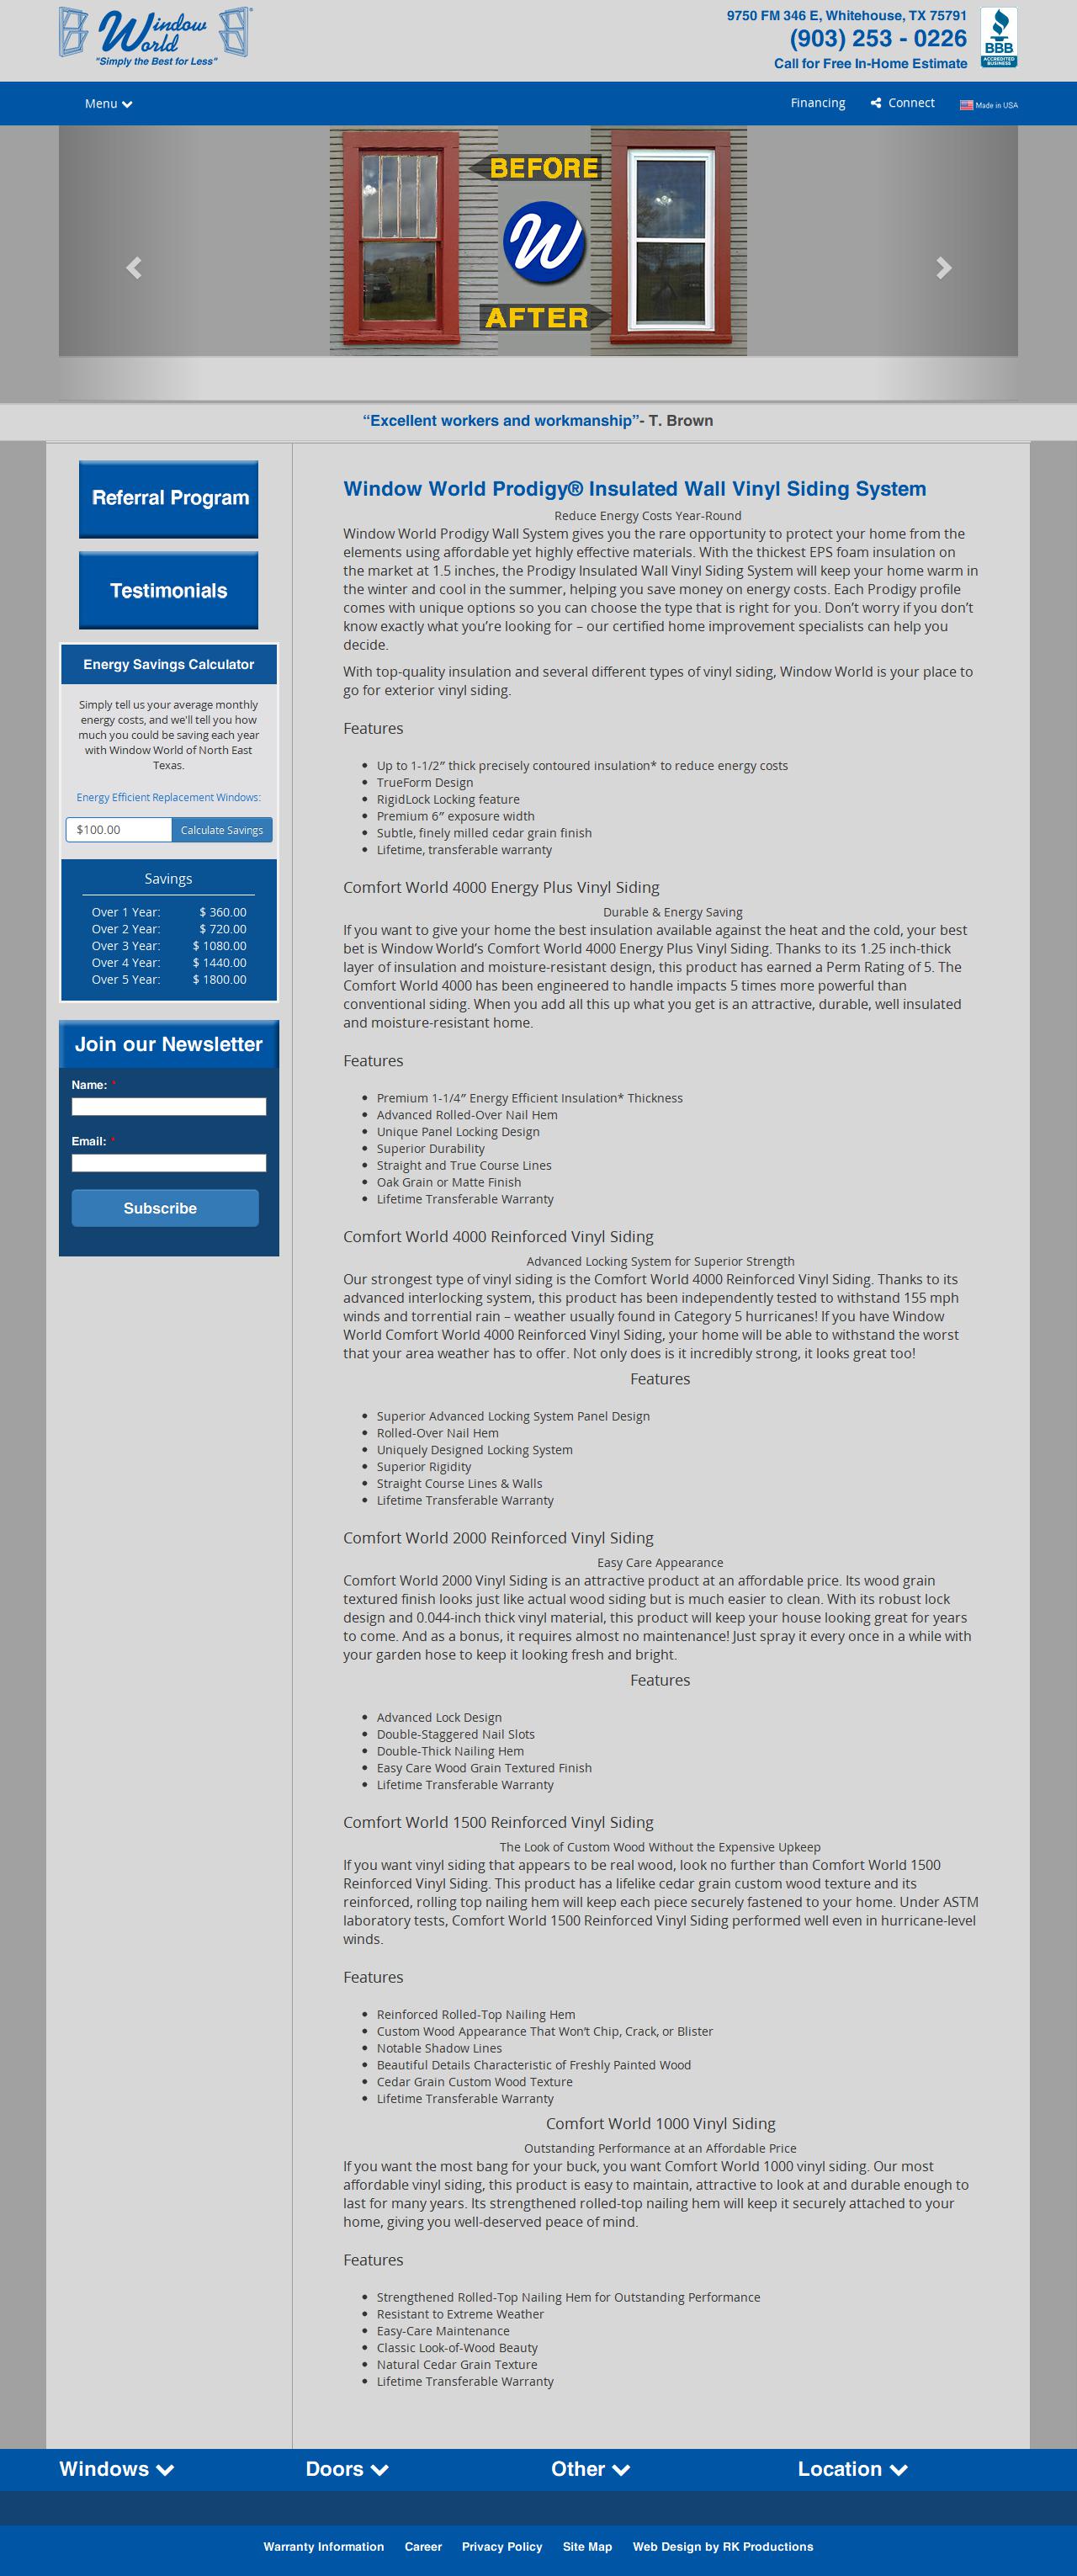 Window World
"Simply the Best for Less"
9750 FM 346 E, Whitehouse, TX 75791
(903) 253 - 0226
Call for Free In-Home Estimate
BBB
ACCREDITED BUSINESS
Menu
Financing
Connect
Made in USA
BEFORE
W
AFTER
“Excellent workers and workmanship”- T. Brown
Referral Program
Testimonials
Energy Savings Calculator
Simply tell us your average monthly
energy costs, and we'll tell you how
much you could be saving each year
with Window World of North East
Texas.
Energy Efficient Replacement Windows:
$100.00 Calculate Savings
Savings
Over 1 Year: $ 360.00
Over 2 Year: $ 720.00
Over 3 Year: $ 1080.00
Over 4 Year: $ 1440.00
Over 5 Year: $ 1800.00
Join our Newsletter
Name: *
Email: *
Subscribe
Window World Prodigy® Insulated Wall Vinyl Siding System
Reduce Energy Costs Year-Round
Window World Prodigy Wall System gives you the rare opportunity to protect your home from the
elements using affordable yet highly effective materials. With the thickest EPS foam insulation on
the market at 1.5 inches, the Prodigy Insulated Wall Vinyl Siding System will keep your home warm in
the winter and cool in the summer, helping you save money on energy costs. Each Prodigy profile
comes with unique options so you can choose the type that is right for you. Don’t worry if you don’t
know exactly what you’re looking for – our certified home improvement specialists can help you
decide.
With top-quality insulation and several different types of vinyl siding, Window World is your place to
go for exterior vinyl siding.
Features
• Up to 1-1/2″ thick precisely contoured insulation* to reduce energy costs
• TrueForm Design
• RigidLock Locking feature
• Premium 6″ exposure width
• Subtle, finely milled cedar grain finish
• Lifetime, transferable warranty
Comfort World 4000 Energy Plus Vinyl Siding
Durable & Energy Saving
If you want to give your home the best insulation available against the heat and the cold, your best
bet is Window World’s Comfort World 4000 Energy Plus Vinyl Siding. Thanks to its 1.25 inch-thick
layer of insulation and moisture-resistant design, this product has earned a Perm Rating of 5. The
Comfort World 4000 has been engineered to handle impacts 5 times more powerful than
conventional siding. When you add all this up what you get is an attractive, durable, well insulated
and moisture-resistant home.
Features
• Premium 1-1/4″ Energy Efficient Insulation* Thickness
• Advanced Rolled-Over Nail Hem
• Unique Panel Locking Design
• Superior Durability
• Straight and True Course Lines
• Oak Grain or Matte Finish
• Lifetime Transferable Warranty
Comfort World 4000 Reinforced Vinyl Siding
Advanced Locking System for Superior Strength
Our strongest type of vinyl siding is the Comfort World 4000 Reinforced Vinyl Siding. Thanks to its
advanced interlocking system, this product has been independently tested to withstand 155 mph
winds and torrential rain – weather usually found in Category 5 hurricanes! If you have Window
World Comfort World 4000 Reinforced Vinyl Siding, your home will be able to withstand the worst
that your area weather has to offer. Not only does is it incredibly strong, it looks great too!
Features
• Superior Advanced Locking System Panel Design
• Rolled-Over Nail Hem
• Uniquely Designed Locking System
• Superior Rigidity
• Straight Course Lines & Walls
• Lifetime Transferable Warranty
Comfort World 2000 Reinforced Vinyl Siding
Easy Care Appearance
Comfort World 2000 Vinyl Siding is an attractive product at an affordable price. Its wood grain
textured finish looks just like actual wood siding but is much easier to clean. With its robust lock
design and 0.044-inch thick vinyl material, this product will keep your house looking great for years
to come. And as a bonus, it requires almost no maintenance! Just spray it every once in a while with
your garden hose to keep it looking fresh and bright.
Features
• Advanced Lock Design
• Double-Staggered Nail Slots
• Double-Thick Nailing Hem
• Easy Care Wood Grain Textured Finish
• Lifetime Transferable Warranty
Comfort World 1500 Reinforced Vinyl Siding
The Look of Custom Wood Without the Expensive Upkeep
If you want vinyl siding that appears to be real wood, look no further than Comfort World 1500
Reinforced Vinyl Siding. This product has a lifelike cedar grain custom wood texture and its
reinforced, rolling top nailing hem will keep each piece securely fastened to your home. Under ASTM
laboratory tests, Comfort World 1500 Reinforced Vinyl Siding performed well even in hurricane-level
winds.
Features
• Reinforced Rolled-Top Nailing Hem
• Custom Wood Appearance That Won’t Chip, Crack, or Blister
• Notable Shadow Lines
• Beautiful Details Characteristic of Freshly Painted Wood
• Cedar Grain Custom Wood Texture
• Lifetime Transferable Warranty
Comfort World 1000 Vinyl Siding
Outstanding Performance at an Affordable Price
If you want the most bang for your buck, you want Comfort World 1000 vinyl siding. Our most
affordable vinyl siding, this product is easy to maintain, attractive to look at and durable enough to
last for many years. Its strengthened rolled-top nailing hem will keep it securely attached to your
home, giving you well-deserved peace of mind.
Features
• Strengthened Rolled-Top Nailing Hem for Outstanding Performance
• Resistant to Extreme Weather
• Easy-Care Maintenance
• Classic Look-of-Wood Beauty
• Natural Cedar Grain Texture
• Lifetime Transferable Warranty
Windows Doors Other Location
Warranty Information Career Privacy Policy Site Map Web Design by RK Productions